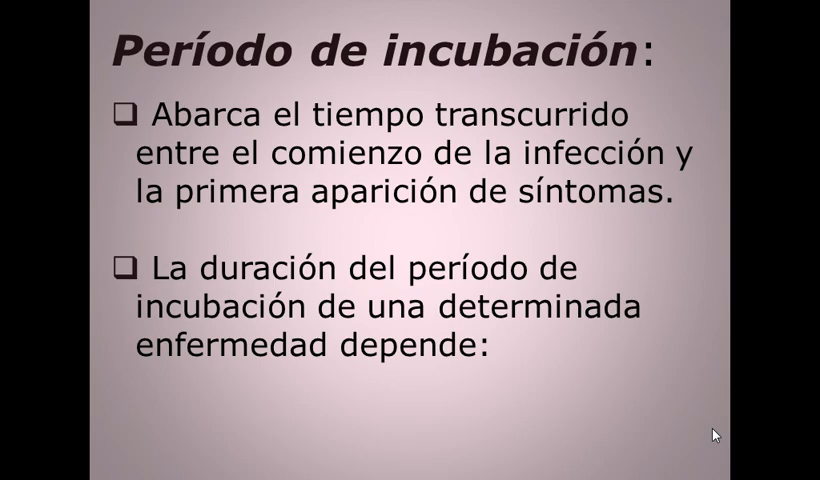 Período de incubación:
❑ Abarca el tiempo transcurrido
entre el comienzo de la infección y
la primera aparición de síntomas.
❑ La duración del período de
incubación de una determinada
enfermedad depende: